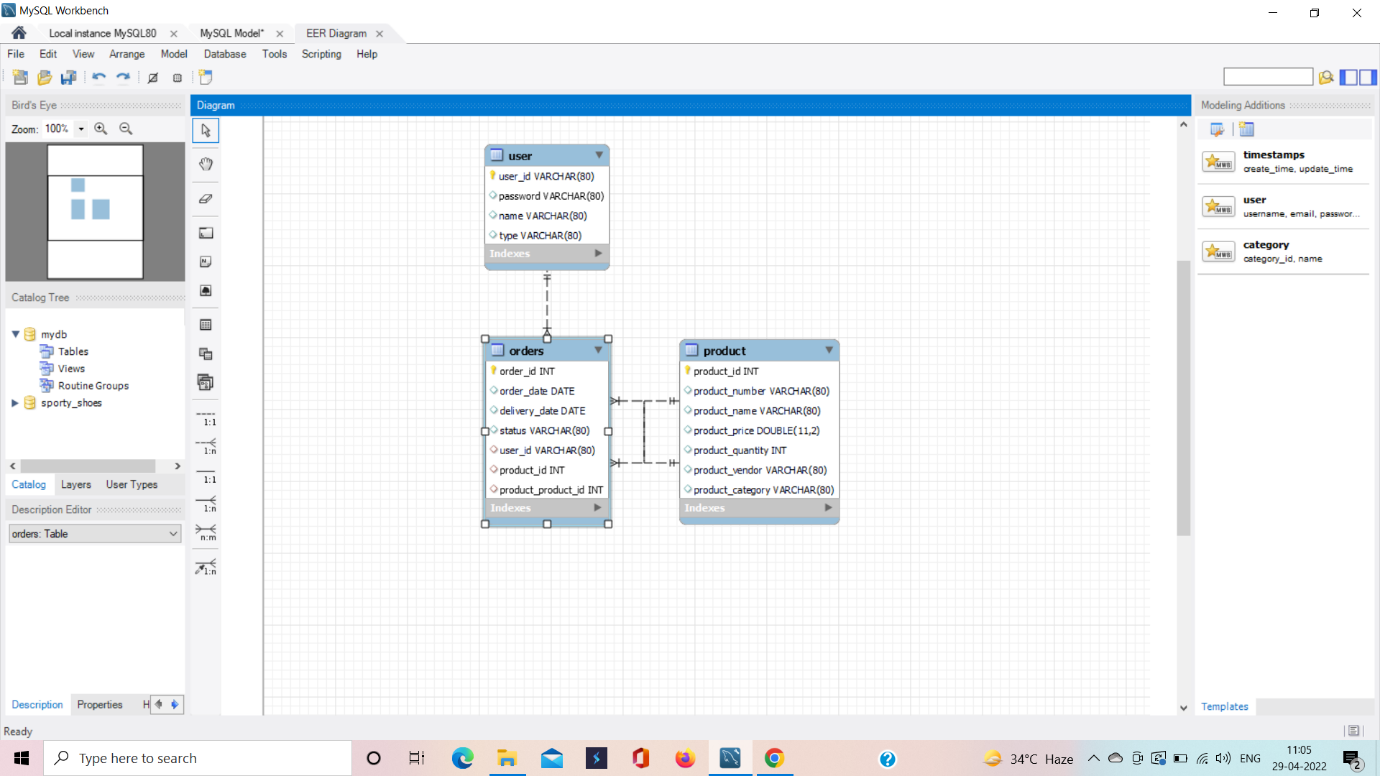 MySQL Workbench
Local instance MySQL80
MySQL Model*
EER Diagram
File Edit View Arrange Model Database Tools Scripting Help
Bird's Eye
Diagram
Modeling Additions
Zoom: 100%
timestamps
create_time, update_time
user
username, email, passwor...
category
category_id, name
user
user_id VARCHAR(80)
password VARCHAR(80)
name VARCHAR(80)
type VARCHAR(80)
Indexes
orders
order_id INT
order_date DATE
delivery_date DATE
status VARCHAR(80)
user_id VARCHAR(80)
product_id INT
product_product_id INT
Indexes
product
product_id INT
product_number VARCHAR(80)
product_name VARCHAR(80)
product_price DOUBLE(11,2)
product_quantity INT
product_vendor VARCHAR(80)
product_category VARCHAR(80)
Indexes
Catalog Tree
mydb
Tables
Views
Routine Groups
sporty_shoes
Catalog Layers User Types
Description Editor
orders: Table
1:1
1:n
1:1
1:n
n:m
1:n
Description Properties H
Templates
Ready
Type here to search
34°C Haze
ENG
11:05
29-04-2022
2